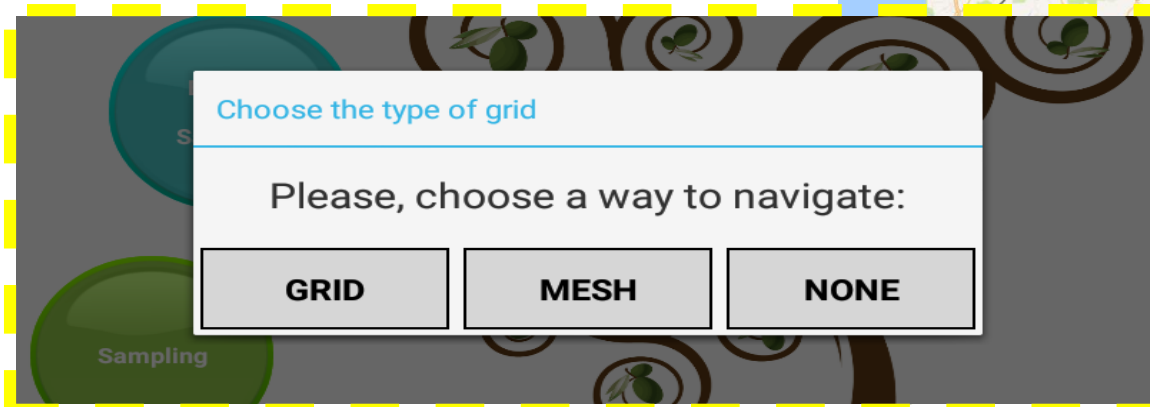 Choose the type of grid
Please, choose a way to navigate:
GRID
MESH
NONE
Sampling